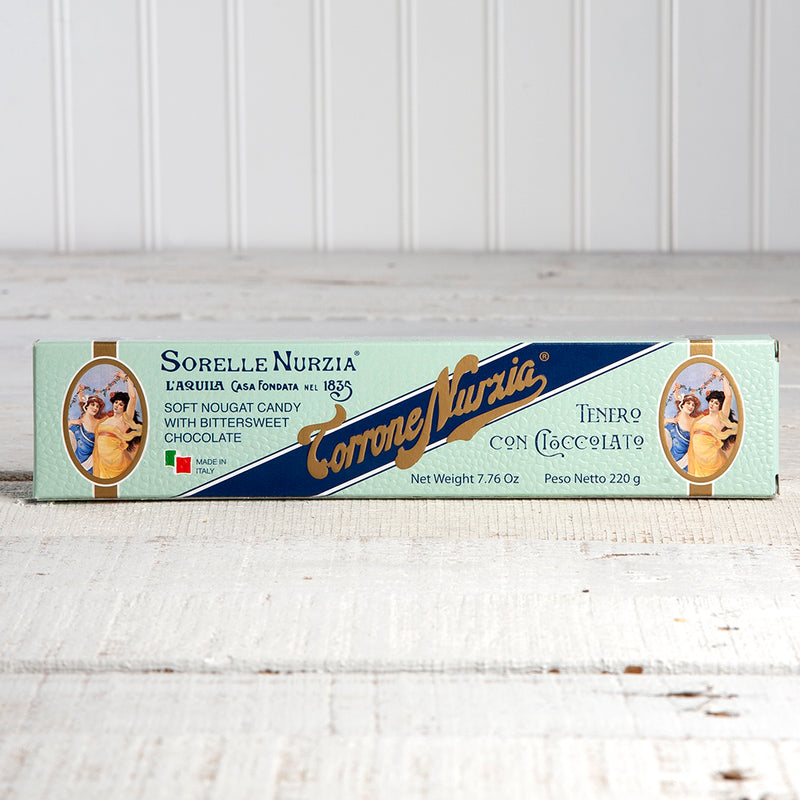 SORELLE NURZIA®
L'AQUILA CASA FONDATA NEL 1835
SOFT NOUGAT CANDY
WITH BITTERSWEET
CHOCOLATE
MADE IN
ITALY
Torrone Nurzia®
TENERO
CON CIOCCOLATO
Net Weight 7.76 Oz Peso Netto 220 g